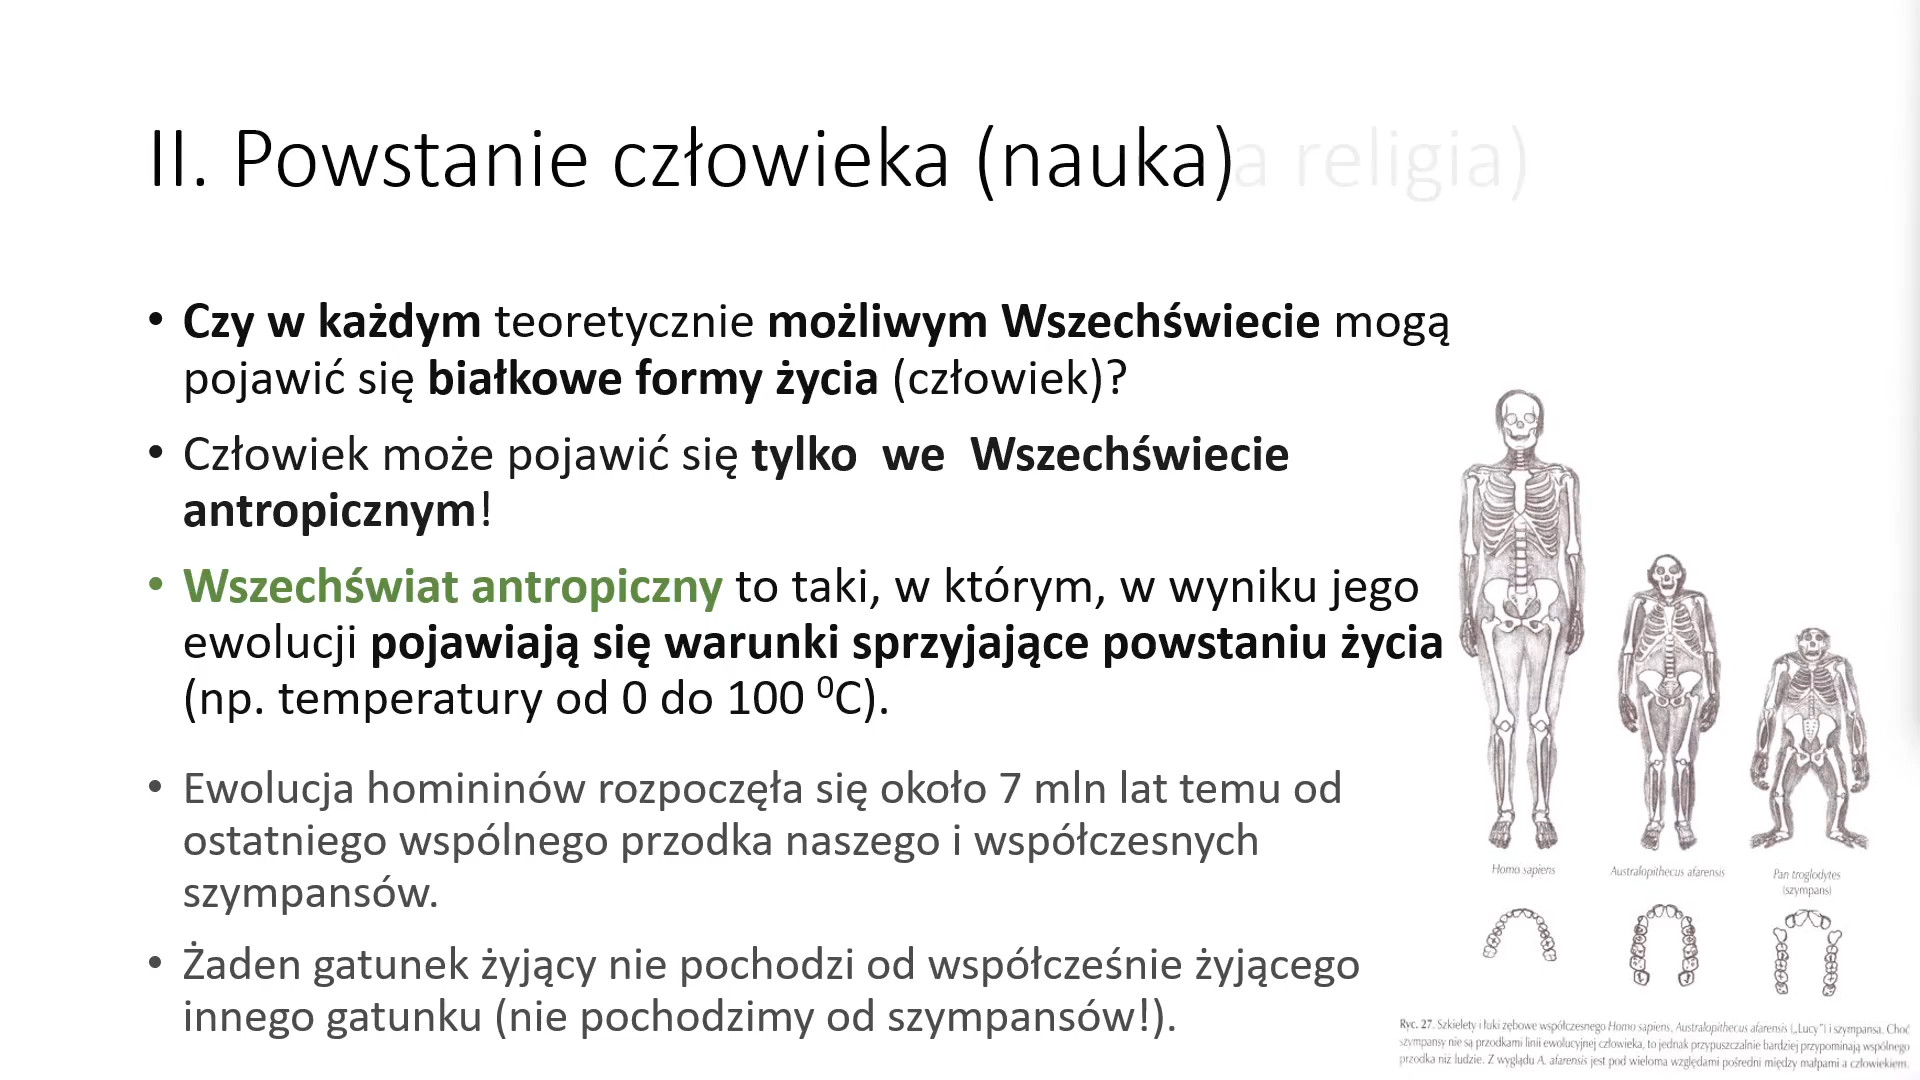 II. Powstanie człowieka (nauka)a religia)
• Czy w każdym teoretycznie możliwym Wszechświecie mogą
pojawić się białkowe formy życia (człowiek)?
• Człowiek może pojawić się tylko we Wszechświecie
antropicznym!
• Wszechświat antropiczny to taki, w którym, w wyniku jego
ewolucji pojawiają się warunki sprzyjające powstaniu życia
(np. temperatury od 0 do 100 ⁰C).
• Ewolucja homininów rozpoczęła się około 7 mln lat temu od
ostatniego wspólnego przodka naszego i współczesnych
szympansów.
• Żaden gatunek żyjący nie pochodzi od współcześnie żyjącego
innego gatunku (nie pochodzimy od szympansów!).
Homo sapiens
Australopithecus afarensis
Pan troglodytes
(szympans)
Ryc. 27. Szkielety i łuki zębowe współczesnego Homo sapiens, Australopithecus afarensis („Lucy”) i szympansa. Choć
szympansy nie są przodkami linii ewolucyjnej człowieka, to jednak przypuszczalnie bardziej przypominają wspólnego
przodka niż ludzie. Z wyglądu A. afarensis jest pod wieloma względami pośredni między małpami a człowiekiem.